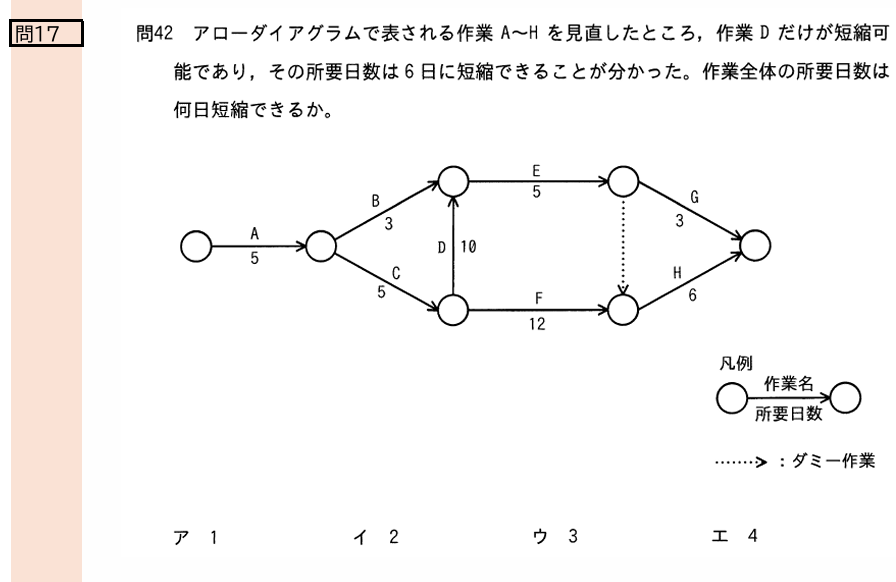 問17
問42 アローダイアグラムで表される作業 A～H を見直したところ，作業 D だけが短縮可
能であり，その所要日数は 6 日に短縮できることが分かった。作業全体の所要日数は
何日短縮できるか。
E
5
B
3
G
3
A
5
D 10
C
5
H
6
F
12
凡例
作業名
所要日数
：ダミー作業
ア 1 イ 2 ウ 3 エ 4